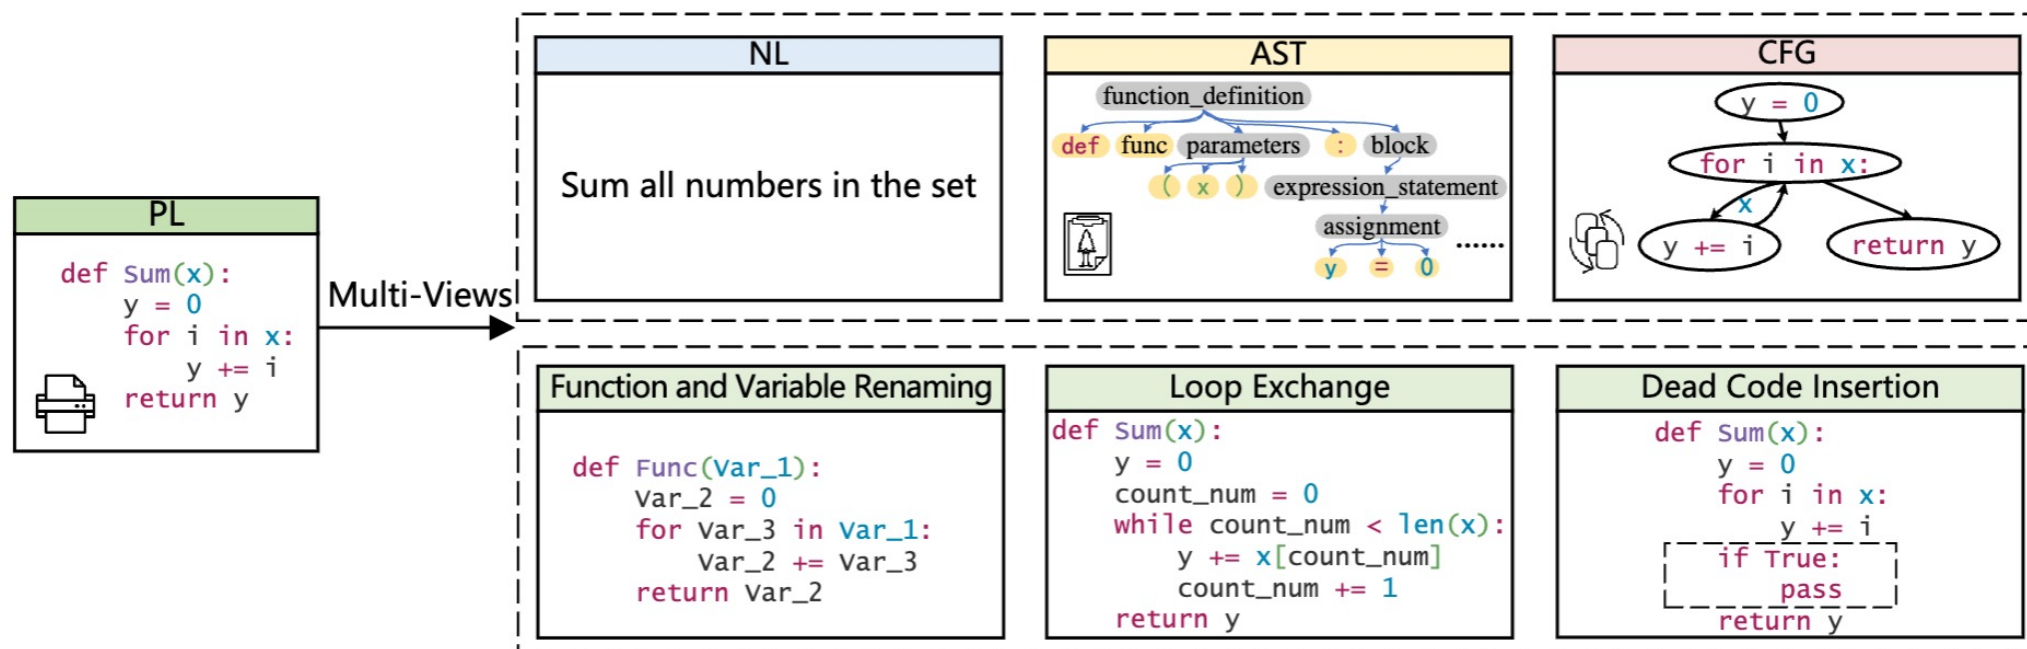 PL
def Sum(x):
    y = 0
    for i in x:
        y += i
    return y
Multi-Views
NL
Sum all numbers in the set
AST
function_definition
def func parameters : block
( x ) expression_statement
assignment
y = 0
......
CFG
y = 0
for i in x:
x
y += i
return y
Function and Variable Renaming
def Func(Var_1):
    Var_2 = 0
    for Var_3 in Var_1:
        Var_2 += Var_3
    return Var_2
Loop Exchange
def Sum(x):
    y = 0
    count_num = 0
    while count_num < len(x):
        y += x[count_num]
        count_num += 1
    return y
Dead Code Insertion
def Sum(x):
    y = 0
    for i in x:
        y += i
    if True:
        pass
    return y